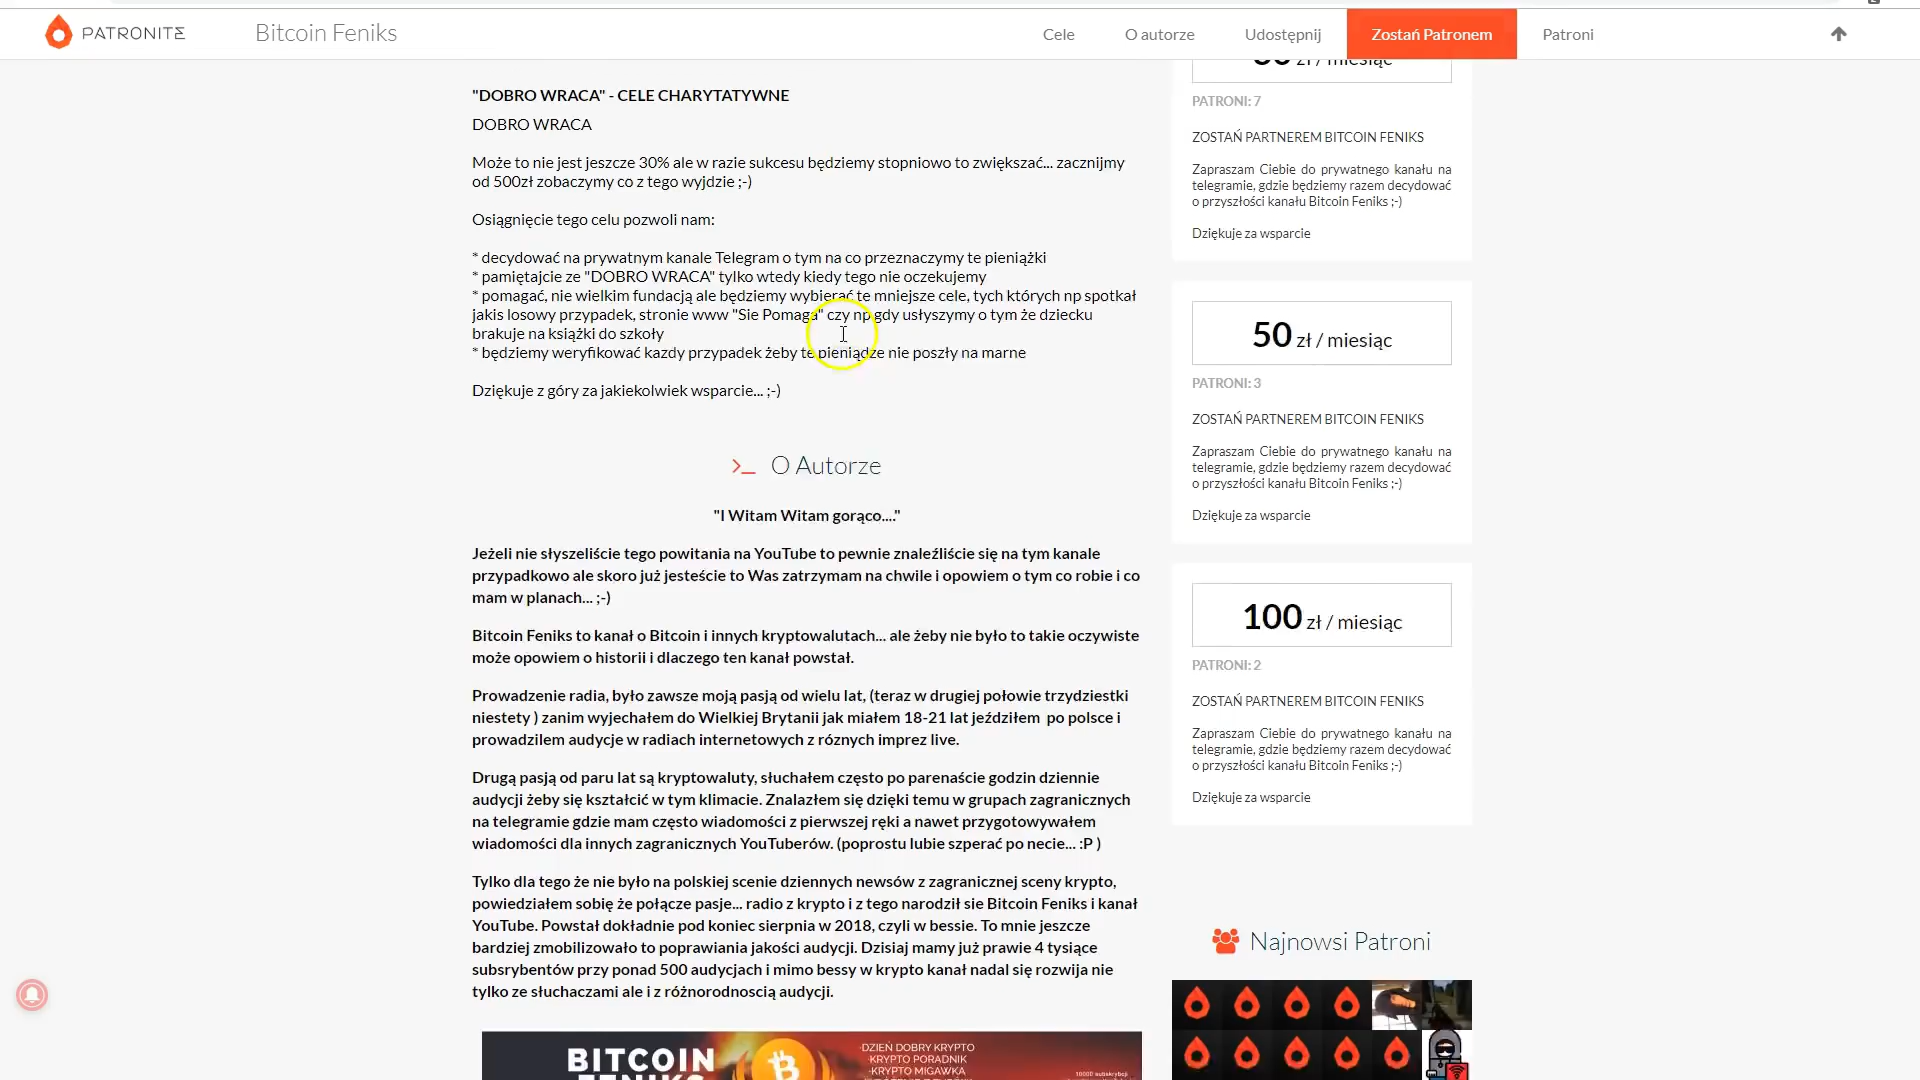 PATRONITE
Bitcoin Feniks
Cele
O autorze
Udostępnij
Zostań Patronem
Patroni
"DOBRO WRACA" - CELE CHARYTATYWNE
DOBRO WRACA
Może to nie jest jeszcze 30% ale w razie sukcesu będziemy stopniowo to zwiększać... zacznijmy
od 500zł zobaczymy co z tego wyjdzie ;-)
Osiągnięcie tego celu pozwoli nam:
* decydować na prywatnym kanale Telegram o tym na co przeznaczymy te pieniążki
* pamiętajcie ze "DOBRO WRACA" tylko wtedy kiedy tego nie oczekujemy
* pomagać, nie wielkim fundacją ale będziemy wybierać te mniejsze cele, tych których np spotkał
jakis losowy przypadek, stronie www "Sie Pomaga" czy np gdy usłyszymy o tym że dziecku
brakuje na książki do szkoły
* będziemy weryfikować kazdy przypadek żeby te pieniądze nie poszły na marne
Dziękuje z góry za jakiekolwiek wsparcie... ;-)
>_ O Autorze
"I Witam Witam gorąco...."
Jeżeli nie słyszeliście tego powitania na YouTube to pewnie znaleźliście się na tym kanale
przypadkowo ale skoro już jesteście to Was zatrzymam na chwile i opowiem o tym co robie i co
mam w planach... ;-)
Bitcoin Feniks to kanał o Bitcoin i innych kryptowalutach... ale żeby nie było to takie oczywiste
może opowiem o historii i dlaczego ten kanał powstał.
Prowadzenie radia, było zawsze moją pasją od wielu lat, (teraz w drugiej połowie trzydziestki
niestety ) zanim wyjechałem do Wielkiej Brytanii jak miałem 18-21 lat jeździłem  po polsce i
prowadzilem audycje w radiach internetowych z róznych imprez live.
Drugą pasją od paru lat są kryptowaluty, słuchałem często po parenaście godzin dziennie
audycji żeby się kształcić w tym klimacie. Znalazłem się dzięki temu w grupach zagranicznych
na telegramie gdzie mam często wiadomości z pierwszej ręki a nawet przygotowywałem
wiadomości dla innych zagranicznych YouTuberów. (poprostu lubie szperać po necie... :P )
Tylko dla tego że nie było na polskiej scenie dziennych newsów z zagranicznej sceny krypto,
powiedziałem sobię że połącze pasje... radio z krypto i z tego narodził sie Bitcoin Feniks i kanał
YouTube. Powstał dokładnie pod koniec sierpnia w 2018, czyli w bessie. To mnie jeszcze
bardziej zmobilizowało to poprawiania jakości audycji. Dzisiaj mamy już prawie 4 tysiące
subsrybentów przy ponad 500 audycjach i mimo bessy w krypto kanał nadal się rozwija nie
tylko ze słuchaczami ale i z różnorodnoscią audycji.
BITCOIN
FENIKS
-DZIEŃ DOBRY KRYPTO
-KRYPTO PORADNIK
-KRYPTO MIGAWKA
zł / miesiąc
PATRONI: 7
ZOSTAŃ PARTNEREM BITCOIN FENIKS
Zapraszam Ciebie do prywatnego kanału na
telegramie, gdzie będziemy razem decydować
o przyszłości kanału Bitcoin Feniks ;-)
Dziękuje za wsparcie
50 zł / miesiąc
PATRONI: 3
ZOSTAŃ PARTNEREM BITCOIN FENIKS
Zapraszam Ciebie do prywatnego kanału na
telegramie, gdzie będziemy razem decydować
o przyszłości kanału Bitcoin Feniks ;-)
Dziękuje za wsparcie
100 zł / miesiąc
PATRONI: 2
ZOSTAŃ PARTNEREM BITCOIN FENIKS
Zapraszam Ciebie do prywatnego kanału na
telegramie, gdzie będziemy razem decydować
o przyszłości kanału Bitcoin Feniks ;-)
Dziękuje za wsparcie
Najnowsi Patroni